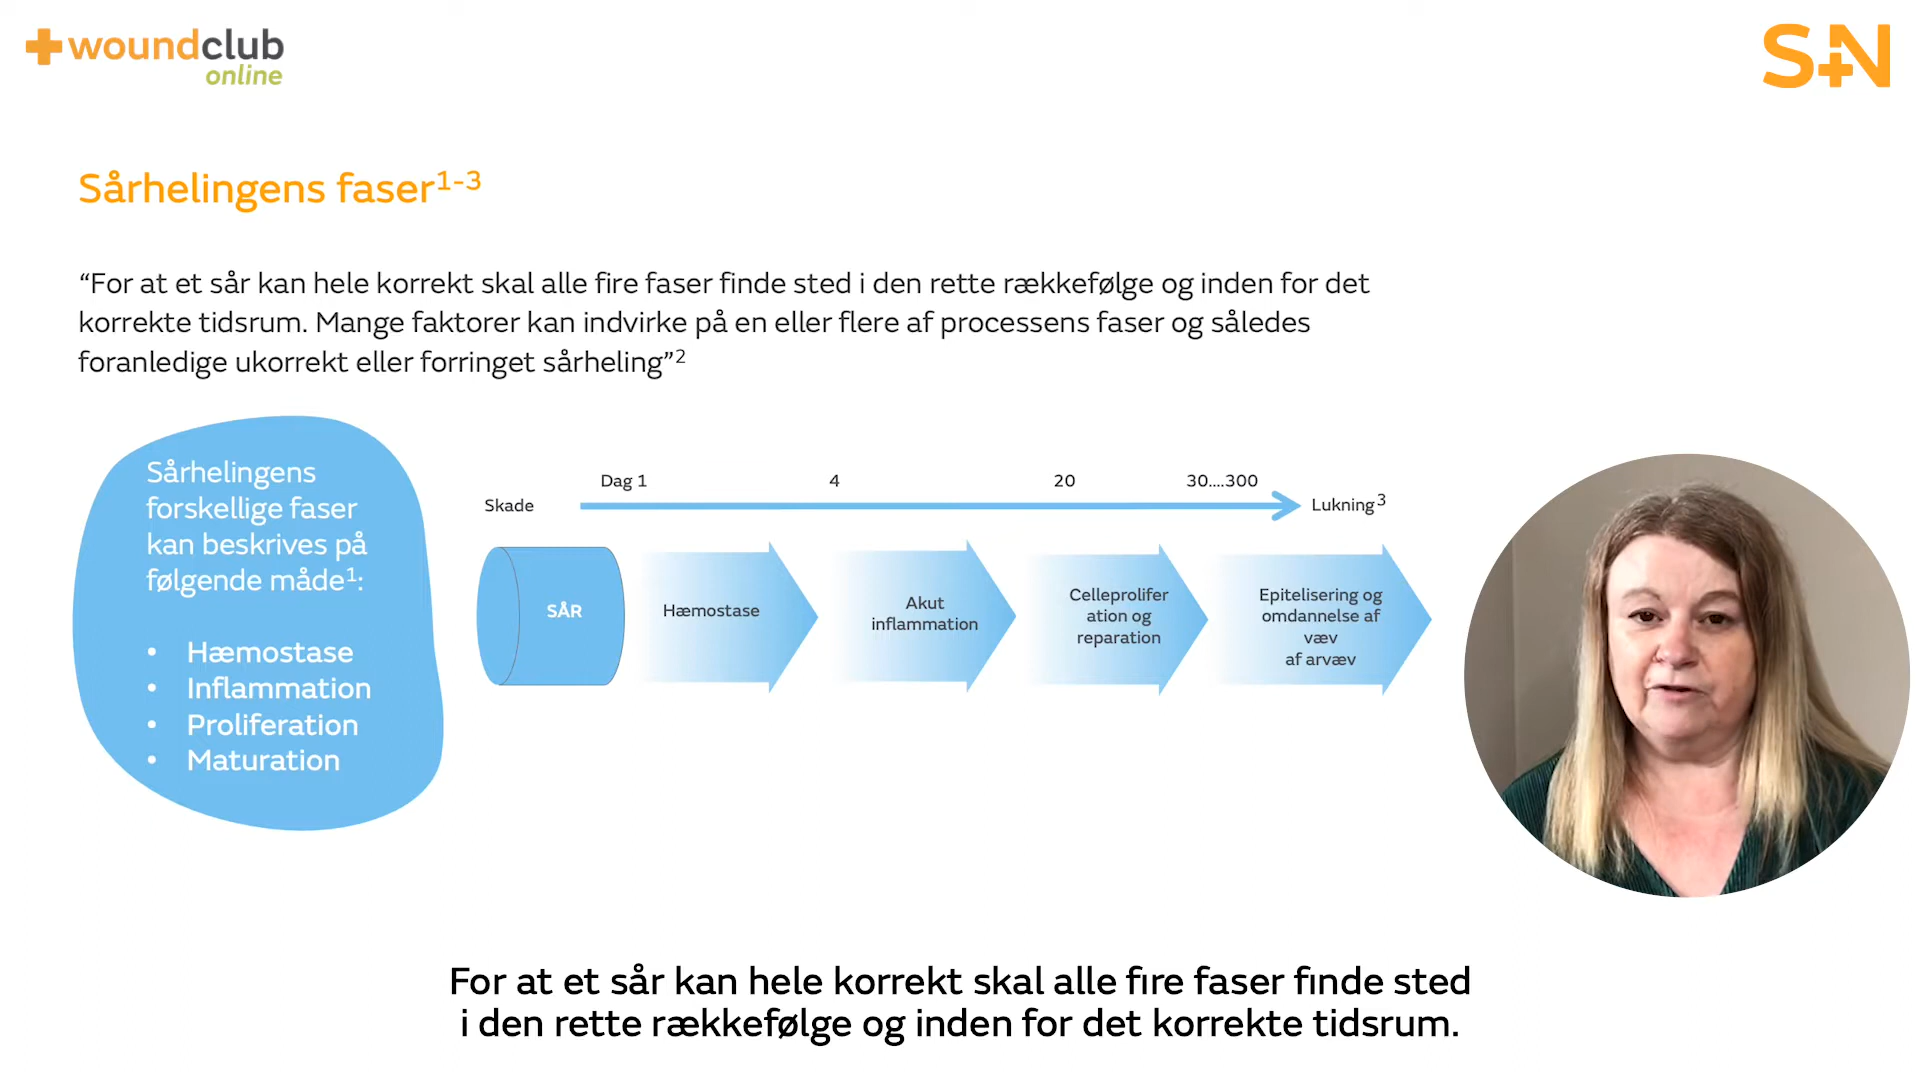 woundclub
online
S+N
Sårhelingens faser1-3
“For at et sår kan hele korrekt skal alle fire faser finde sted i den rette rækkefølge og inden for det
korrekte tidsrum. Mange faktorer kan indvirke på en eller flere af processens faser og således
foranledige ukorrekt eller forringet sårheling”2
Sårhelingens
forskellige faser
kan beskrives på
følgende måde1:
• Hæmostase
• Inflammation
• Proliferation
• Maturation
Dag 1
4
20
30....300
Skade
Lukning3
SÅR
Hæmostase
Akut
inflammation
Celleprolifer
ation og
reparation
Epitelisering og
omdannelse af
væv
af arvæv
For at et sår kan hele korrekt skal alle fire faser finde sted
i den rette rækkefølge og inden for det korrekte tidsrum.